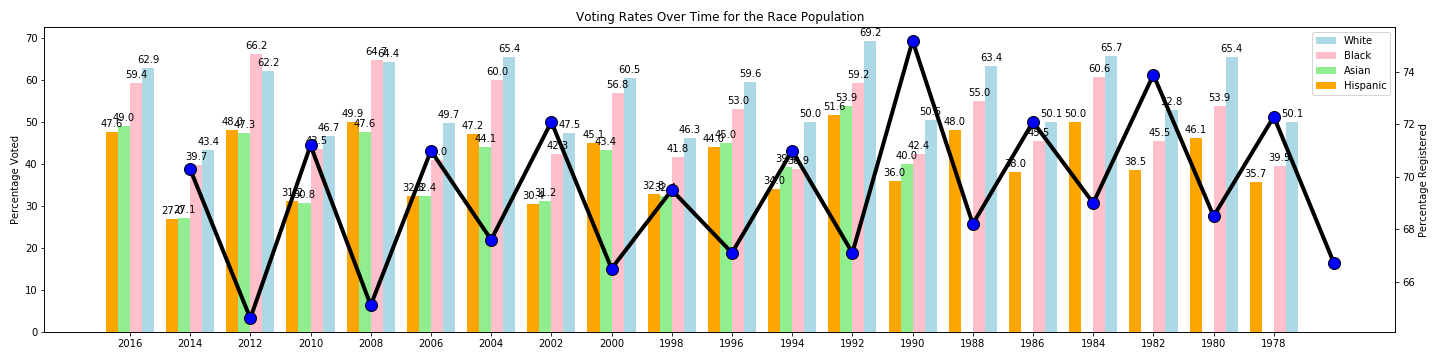 Voting Rates Over Time for the Race Population
Percentage Voted
70
60
50
40
30
20
10
0
47.6 49.0 59.4 62.9
27.0 27.1 39.7 43.4
48.0 47.3 66.2 62.2
30.8 43.5 46.7
49.9 47.6 64.7 64.4
32.4 49.7
47.2 44.1 60.0 65.4
30.4 31.2 42.3 47.5
45.1 43.4 56.8 60.5
32.8 41.8 46.3
44.0 45.0 53.0 59.6
34.0 38.9 50.0
51.6 53.9 59.2 69.2
36.0 40.0 42.4 50.5
48.0 55.0 63.4
38.0 45.5 50.1
50.0 60.6 65.7
38.5 45.5 52.8
46.1 53.9 65.4
35.7 39.5 50.1
2016 2014 2012 2010 2008 2006 2004 2002 2000 1998 1996 1994 1992 1990 1988 1986 1984 1982 1980 1978
White
Black
Asian
Hispanic
74
72
70
68
66
Percentage Registered